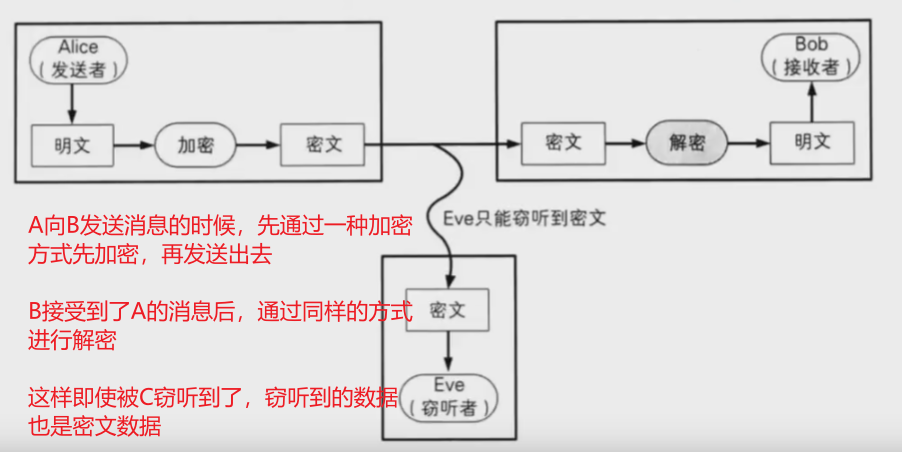 Alice
（发送者）
明文
加密
密文
密文
解密
明文
Bob
（接收者）
Eve只能窃听到密文
密文
Eve
（窃听者）
A向B发送消息的时候，先通过一种加密
方式先加密，再发送出去
B接受到了A的消息后，通过同样的方式
进行解密
这样即使被C窃听到了，窃听到的数据
也是密文数据